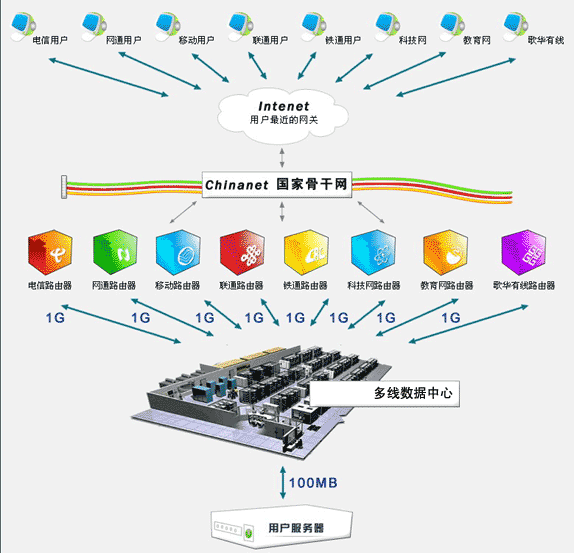 电信用户 网通用户 移动用户 联通用户 铁通用户 科技网 教育网 歌华有线
Intenet
用户最近的网关
Chinanet 国家骨干网
电信路由器 网通路由器 移动路由器 联通路由器 铁通路由器 科技网路由器 教育网路由器 歌华有线路由器
1G 1G 1G 1G 1G 1G 1G
多线数据中心
100MB
用户服务器